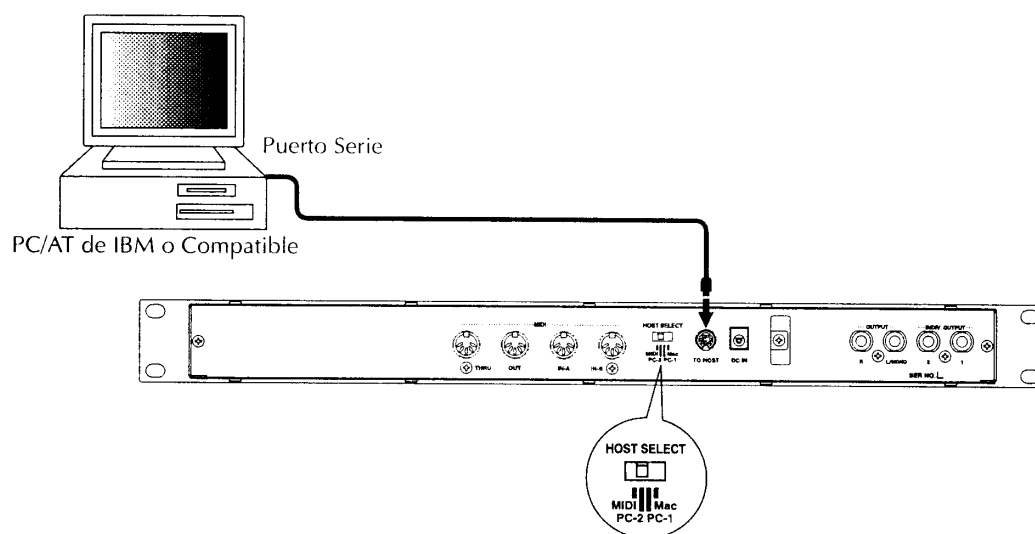 Puerto Serie
PC/AT de IBM o Compatible
MIDI
THRU OUT IN-A IN-B
HOST SELECT
MIDI Mac
PC-2 PC-1
TO HOST
DC IN
OUTPUT
R L/MONO
INDIV. OUTPUT
2 1
SER NO.
HOST SELECT
MIDI Mac
PC-2 PC-1